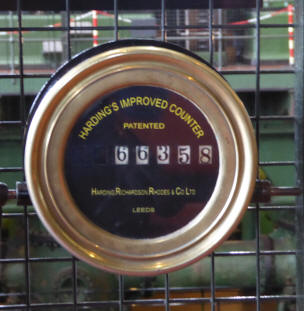 HARDING'S IMPROVED COUNTER
PATENTED
66358
HARDING, RICHARDSON, RHODES & CO LTD
LEEDS